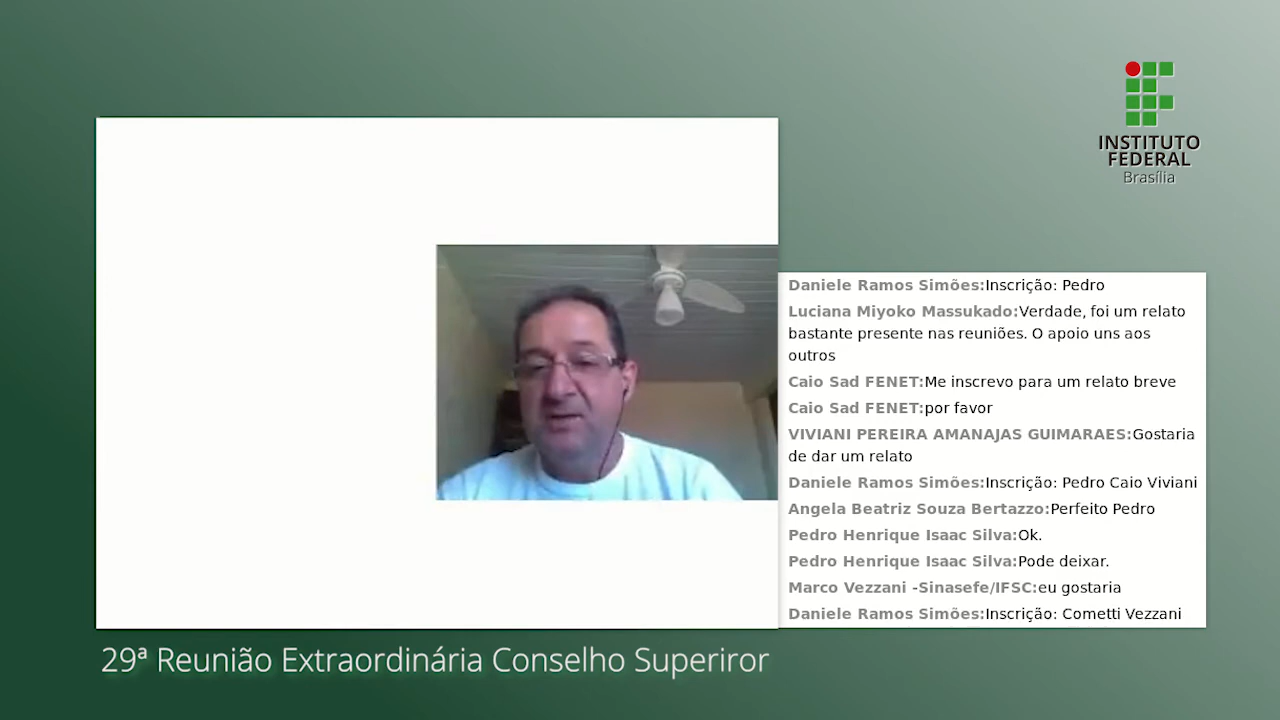 INSTITUTO
FEDERAL
Brasília
Daniele Ramos Simões:Inscrição: Pedro
Luciana Miyoko Massukado:Verdade, foi um relato
bastante presente nas reuniões. O apoio uns aos
outros
Caio Sad FENET:Me inscrevo para um relato breve
Caio Sad FENET:por favor
VIVIANI PEREIRA AMANAJAS GUIMARAES:Gostaria
de dar um relato
Daniele Ramos Simões:Inscrição: Pedro Caio Viviani
Angela Beatriz Souza Bertazzo:Perfeito Pedro
Pedro Henrique Isaac Silva:Ok.
Pedro Henrique Isaac Silva:Pode deixar.
Marco Vezzani -Sinasefe/IFSC:eu gostaria
Daniele Ramos Simões:Inscrição: Cometti Vezzani
29ª Reunião Extraordinária Conselho Superiror